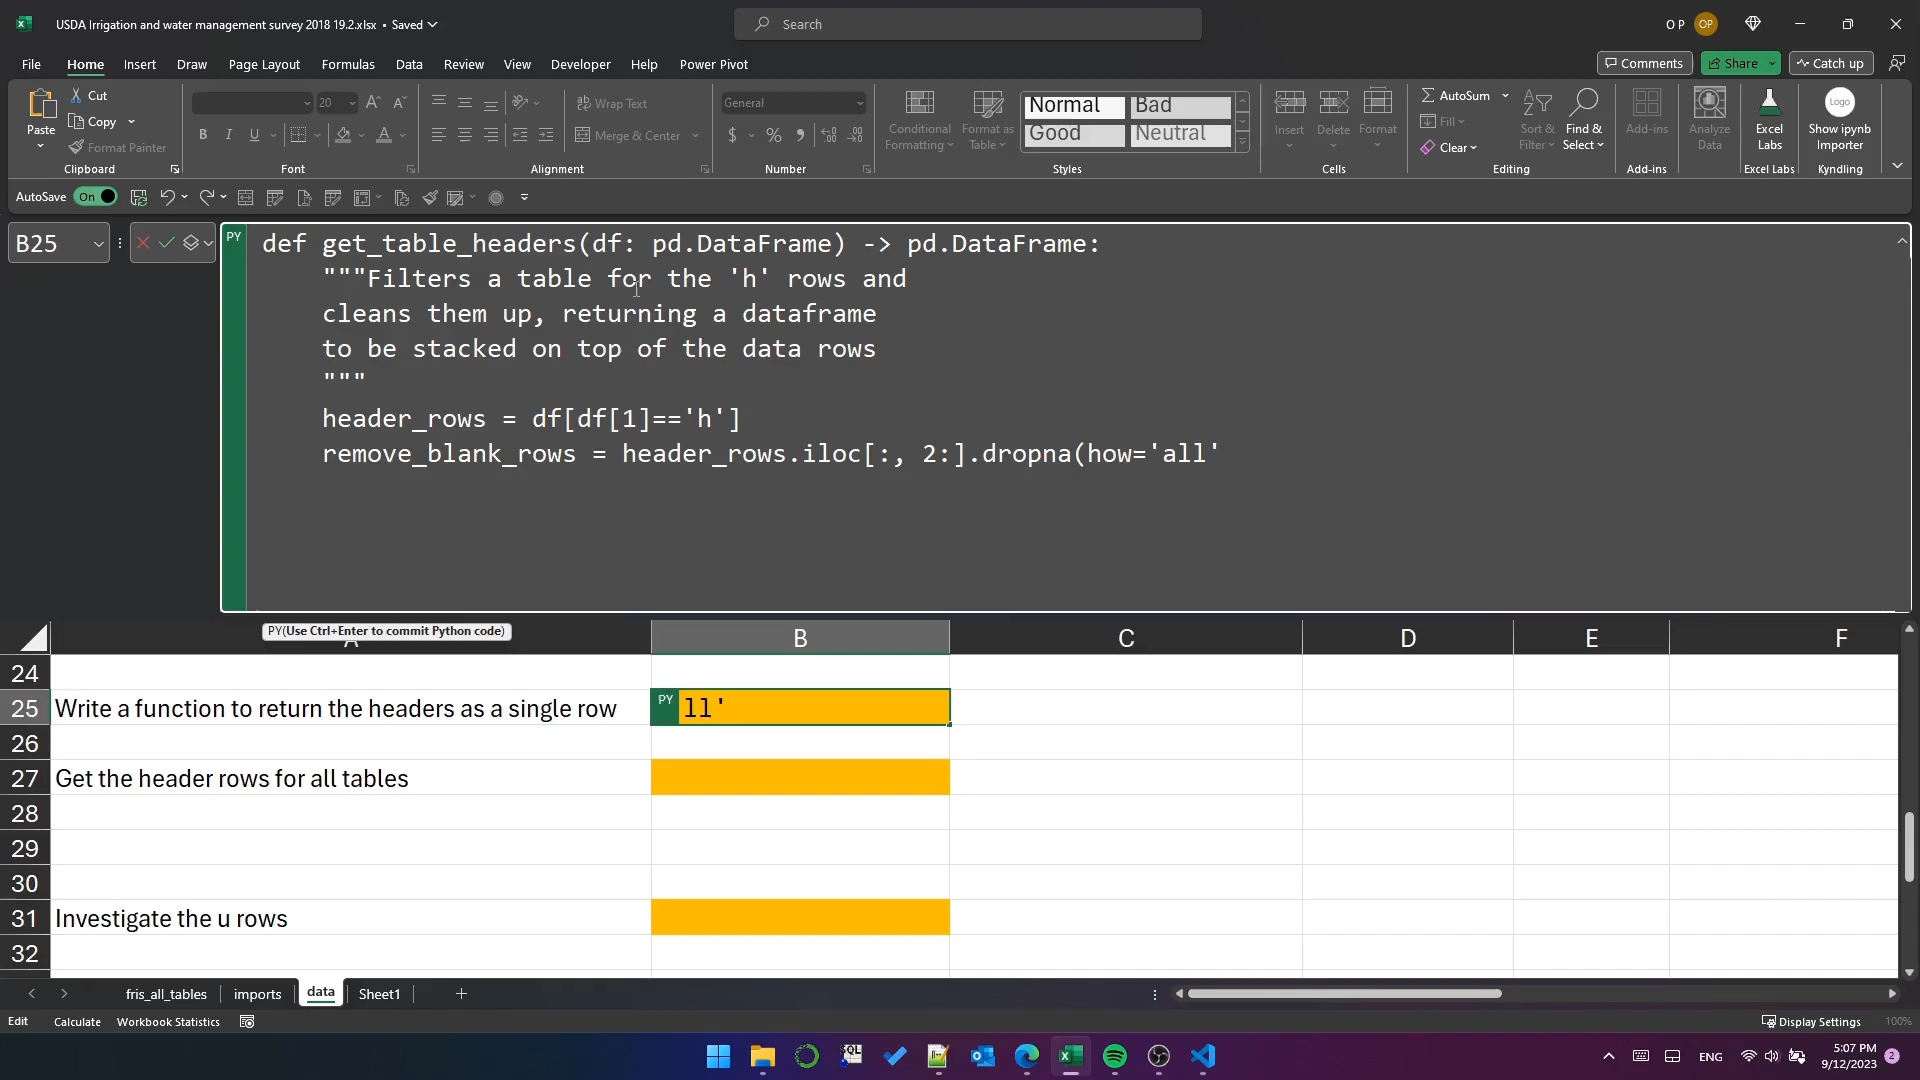 USDA Irrigation and water management survey 2018 19.2.xlsx • Saved
Search
O P
OP
File Home Insert Draw Page Layout Formulas Data Review View Developer Help Power Pivot
Comments Share Catch up
Paste
Cut
Copy
Format Painter
Clipboard
20
B I U
Font
Wrap Text
Merge & Center
Alignment
General
$ % ,
Number
Conditional Formatting
Format as Table
Normal Bad
Good Neutral
Styles
Insert Delete Format
Cells
AutoSum
Fill
Clear
Sort & Filter
Find & Select
Editing
Add-ins
Add-ins
Analyze Data
Excel Labs
Excel Labs
Logo
Show ipynb Importer
Kyndling
AutoSave On
B25
PY
def get_table_headers(df: pd.DataFrame) -> pd.DataFrame:
"""Filters a table for the 'h' rows and
cleans them up, returning a dataframe
to be stacked on top of the data rows
"""
header_rows = df[df[1]=='h']
remove_blank_rows = header_rows.iloc[:, 2:].dropna(how='all'
PY(Use Ctrl+Enter to commit Python code)
A B C D E F
24
25 Write a function to return the headers as a single row PY ll'
26
27 Get the header rows for all tables
28
29
30
31 Investigate the u rows
32
fris_all_tables imports data Sheet1
Edit Calculate Workbook Statistics
Display Settings 100%
SQL
ENG
5:07 PM
9/12/2023
2